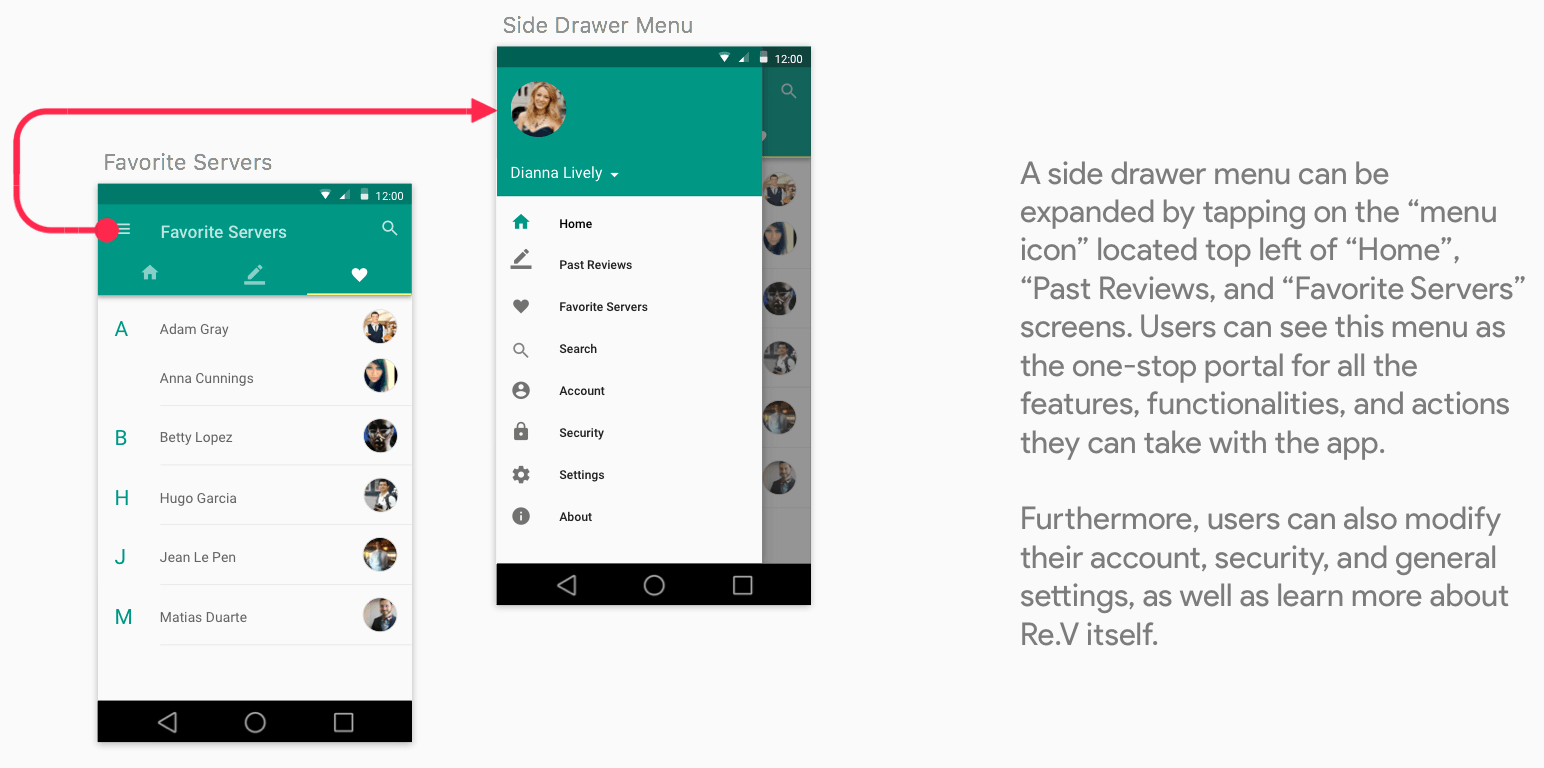 Side Drawer Menu
12:00
Dianna Lively
Home
Past Reviews
Favorite Servers
Search
Account
Security
Settings
About
Favorite Servers
12:00
Favorite Servers
A Adam Gray
Anna Cunnings
B Betty Lopez
H Hugo Garcia
J Jean Le Pen
M Matias Duarte
A side drawer menu can be
expanded by tapping on the “menu
icon” located top left of “Home”,
“Past Reviews, and “Favorite Servers”
screens. Users can see this menu as
the one-stop portal for all the
features, functionalities, and actions
they can take with the app.
Furthermore, users can also modify
their account, security, and general
settings, as well as learn more about
Re.V itself.